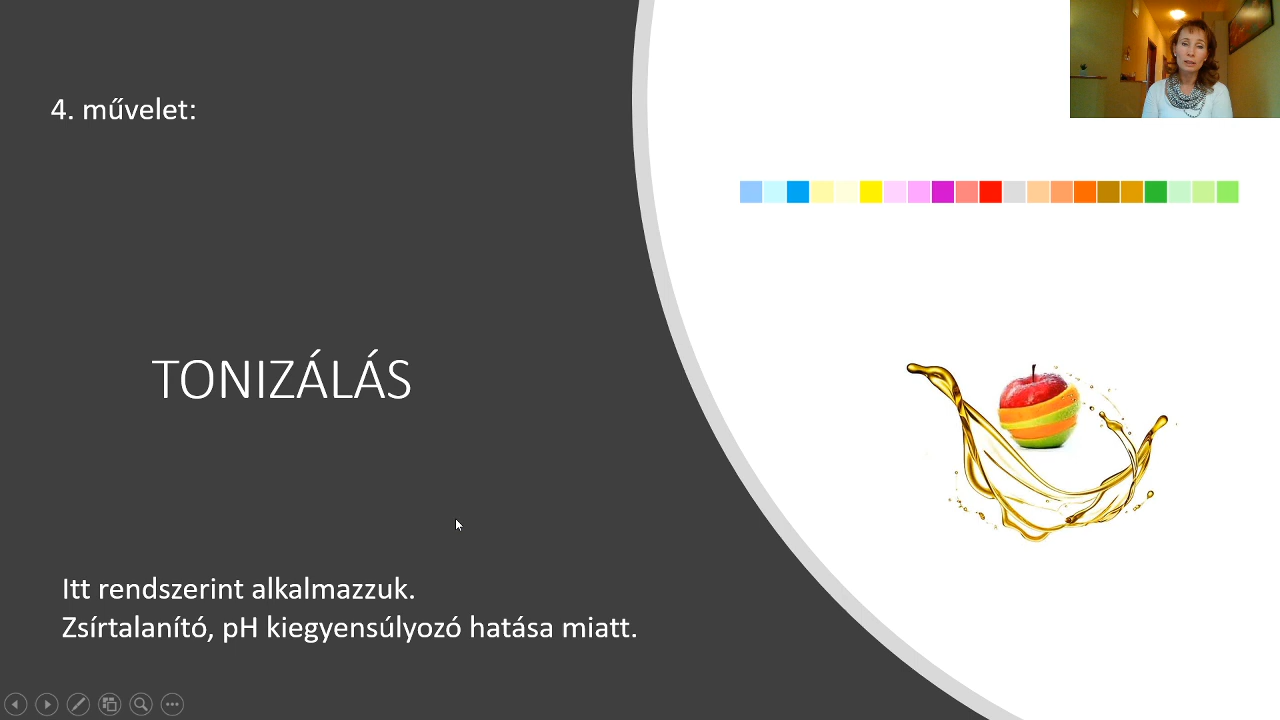 4. művelet:
TONIZÁLÁS
Itt rendszerint alkalmazzuk.
Zsírtalanító, pH kiegyensúlyozó hatása miatt.